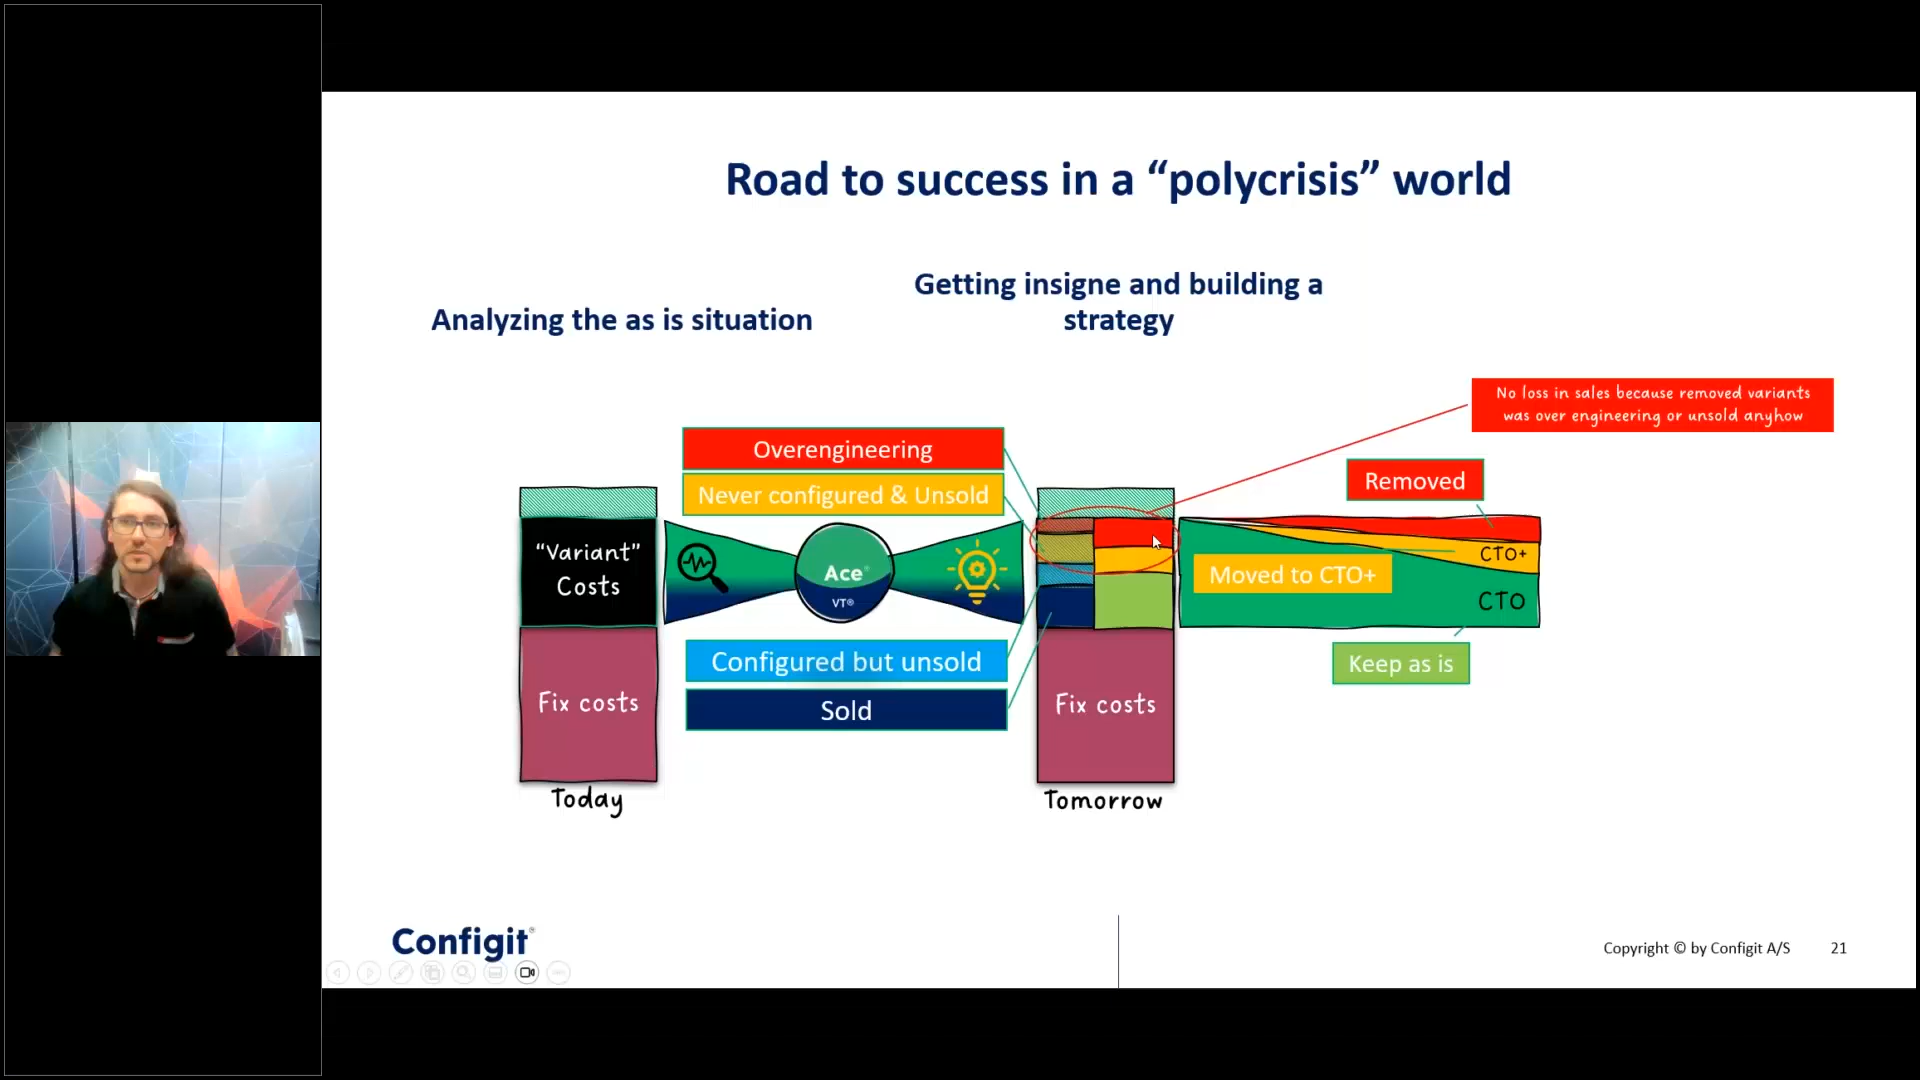 Road to success in a “polycrisis” world
Analyzing the as is situation
Getting insigne and building a
strategy
No loss in sales because removed variants
was over engineering or unsold anyhow
Overengineering
Never configured & Unsold
Removed
“Variant”
Costs
Ace®
VT®
CTO+
Moved to CTO+
CTO
Configured but unsold
Keep as is
Sold
Fix costs
Fix costs
Today
Tomorrow
Configit®
Copyright © by Configit A/S
21